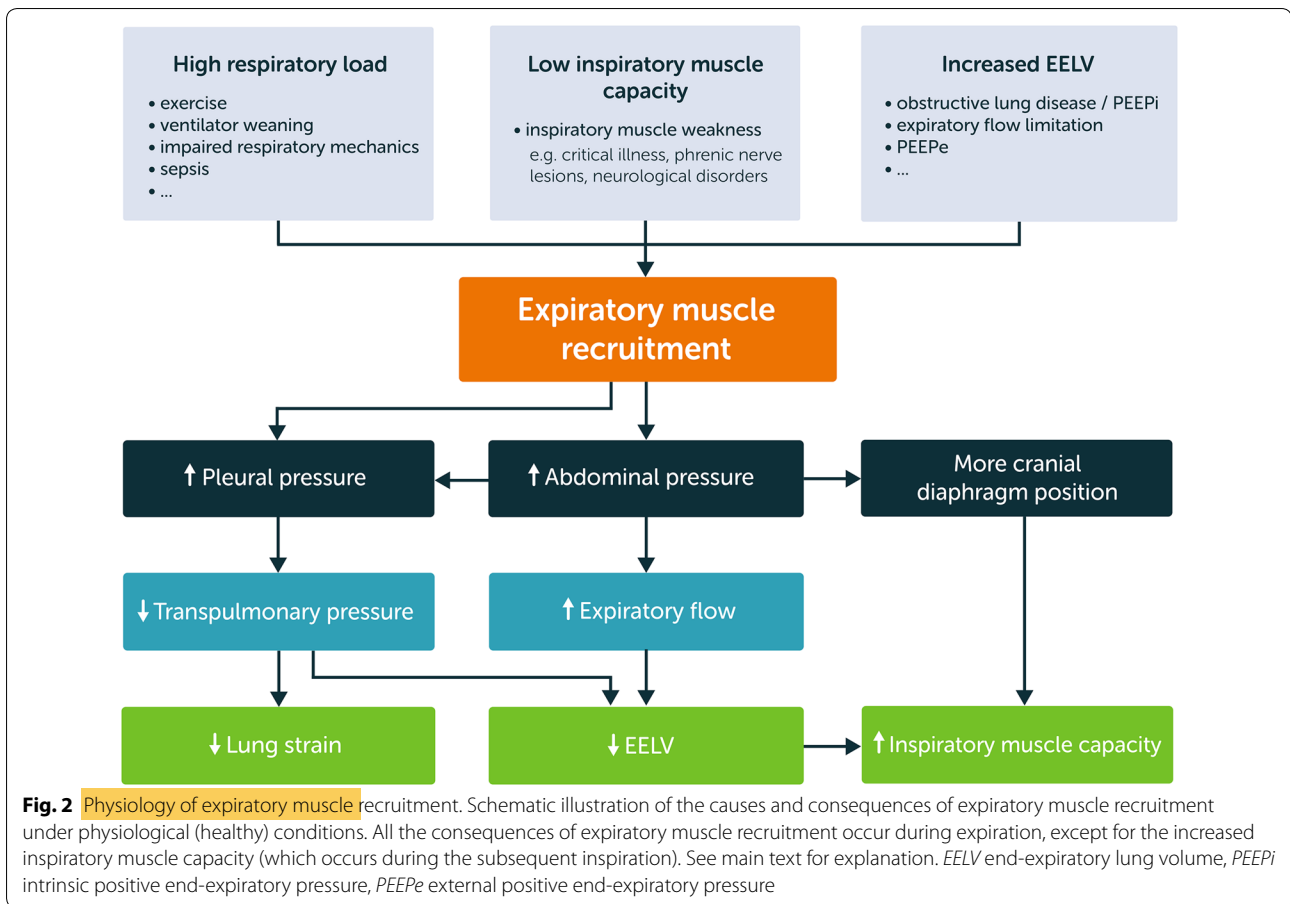 High respiratory load
• exercise
• ventilator weaning
• impaired respiratory mechanics
• sepsis
• ...
Low inspiratory muscle
capacity
• inspiratory muscle weakness
e.g. critical illness, phrenic nerve
lesions, neurological disorders
Increased EELV
• obstructive lung disease / PEEPi
• expiratory flow limitation
• PEEPe
• ...
Expiratory muscle
recruitment
↑ Pleural pressure
↑ Abdominal pressure
More cranial
diaphragm position
↓ Transpulmonary pressure
↑ Expiratory flow
↓ Lung strain
↓ EELV
↑ Inspiratory muscle capacity
Fig. 2 Physiology of expiratory muscle recruitment. Schematic illustration of the causes and consequences of expiratory muscle recruitment
under physiological (healthy) conditions. All the consequences of expiratory muscle recruitment occur during expiration, except for the increased
inspiratory muscle capacity (which occurs during the subsequent inspiration). See main text for explanation. EELV end-expiratory lung volume, PEEPi
intrinsic positive end-expiratory pressure, PEEPe external positive end-expiratory pressure